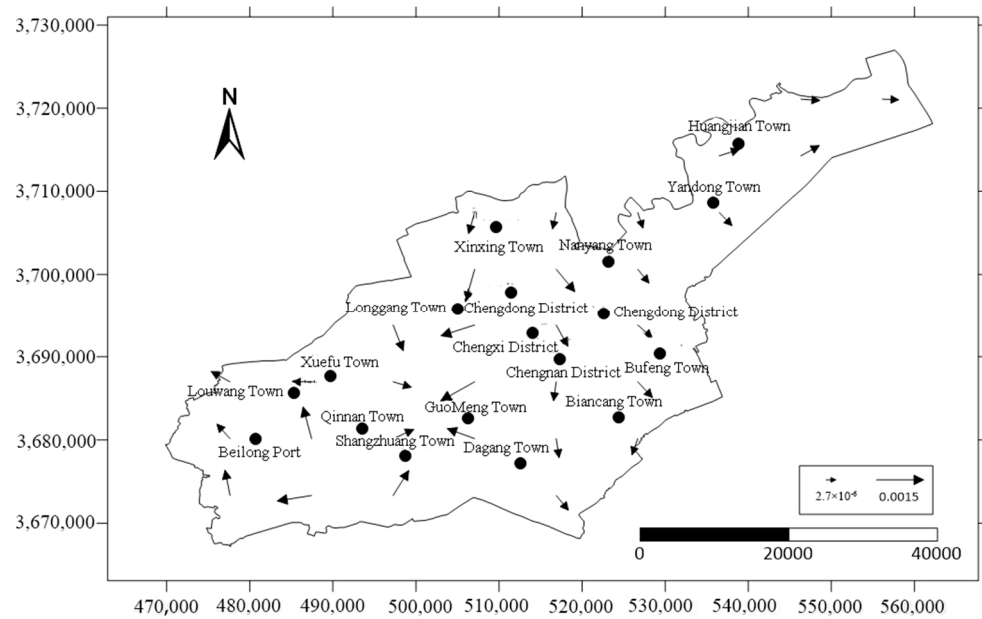 3,730,000
N
3,720,000
Huangjian Town
3,710,000
Yandong Town
Xinxing Town
Nanyang Town
3,700,000
Longgang Town
Chengdong District
Chengdong District
Chengxi District
3,690,000
Xuefu Town
Chengnan District
Bufeng Town
Louwang Town
GuoMeng Town
Biancang Town
Qinnan Town
3,680,000
Shangzhuang Town
Dagang Town
Beilong Port
2.7×10⁻⁶
0.0015
3,670,000
0
20000
40000
470,000
480,000
490,000
500,000
510,000
520,000
530,000
540,000
550,000
560,000